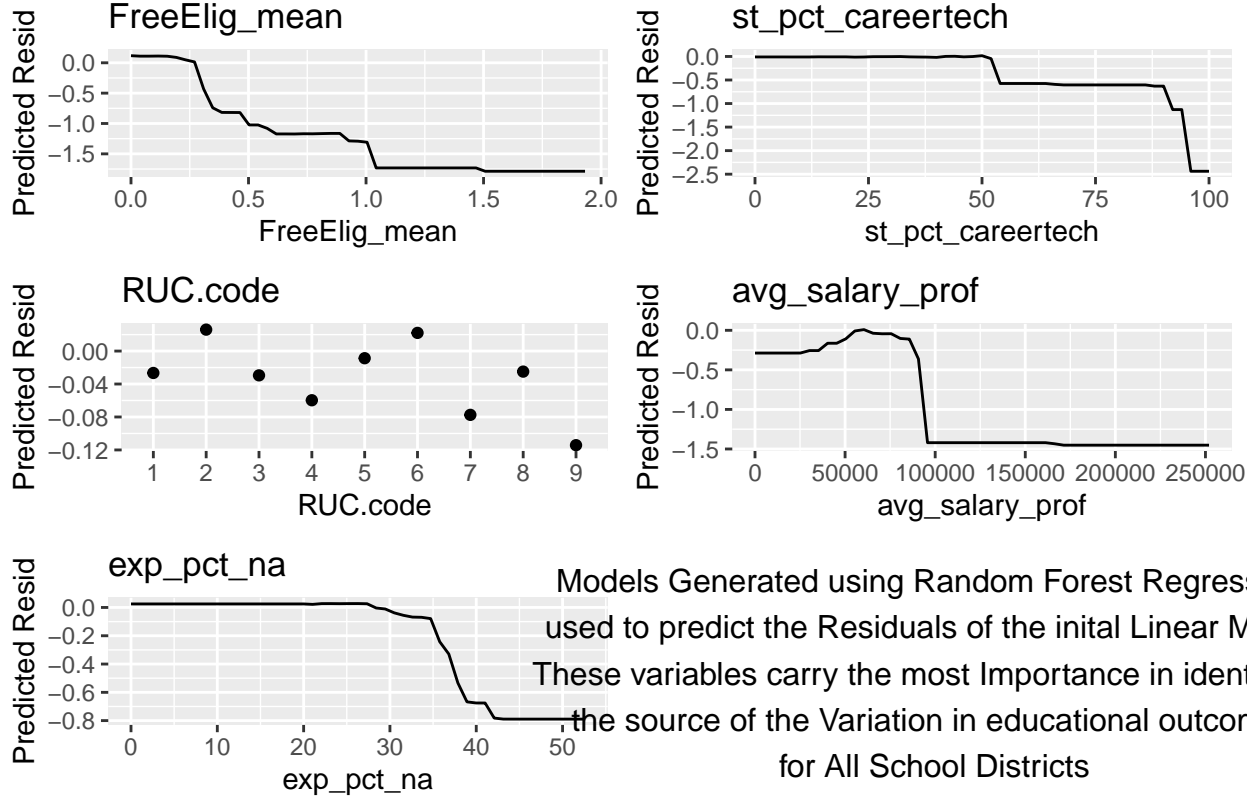 FreeElig_mean
Predicted Resid
0.0
−0.5
−1.0
−1.5
0.0 0.5 1.0 1.5 2.0
FreeElig_mean
st_pct_careertech
Predicted Resid
0.0
−0.5
−1.0
−1.5
−2.0
−2.5
0 25 50 75 100
st_pct_careertech
RUC.code
Predicted Resid
0.00
−0.04
−0.08
−0.12
1 2 3 4 5 6 7 8 9
RUC.code
avg_salary_prof
Predicted Resid
0.0
−0.5
−1.0
−1.5
0 50000 100000 150000 200000 250000
avg_salary_prof
exp_pct_na
Predicted Resid
0.0
−0.2
−0.4
−0.6
−0.8
0 10 20 30 40 50
exp_pct_na
Models Generated using Random Forest Regress
used to predict the Residuals of the inital Linear M
These variables carry the most Importance in ident
the source of the Variation in educational outcor
for All School Districts